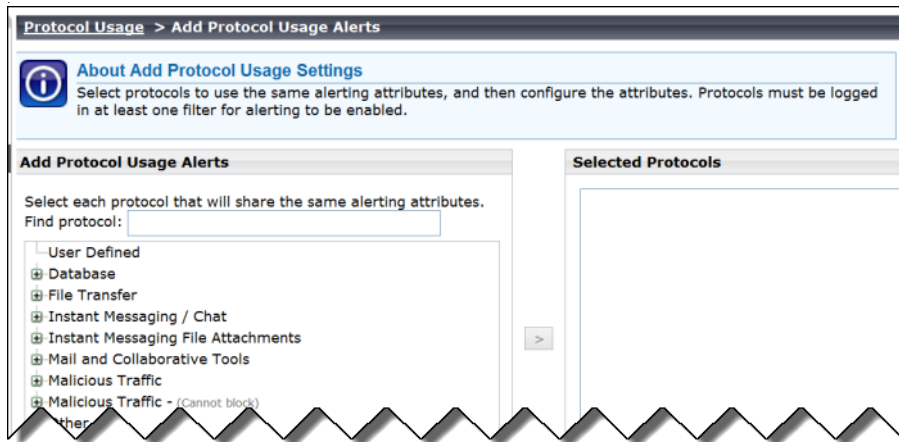 Protocol Usage > Add Protocol Usage Alerts
About Add Protocol Usage Settings
Select protocols to use the same alerting attributes, and then configure the attributes. Protocols must be logged
in at least one filter for alerting to be enabled.
Add Protocol Usage Alerts
Select each protocol that will share the same alerting attributes.
Find protocol:
User Defined
Database
File Transfer
Instant Messaging / Chat
Instant Messaging File Attachments
Mail and Collaborative Tools
Malicious Traffic
Malicious Traffic - (Cannot block)
>
Selected Protocols